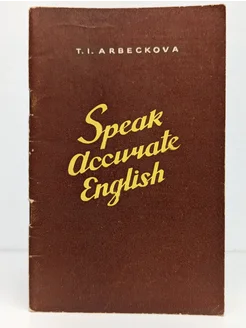 T.I. ARBECKOVA
Speak
Accurate
English